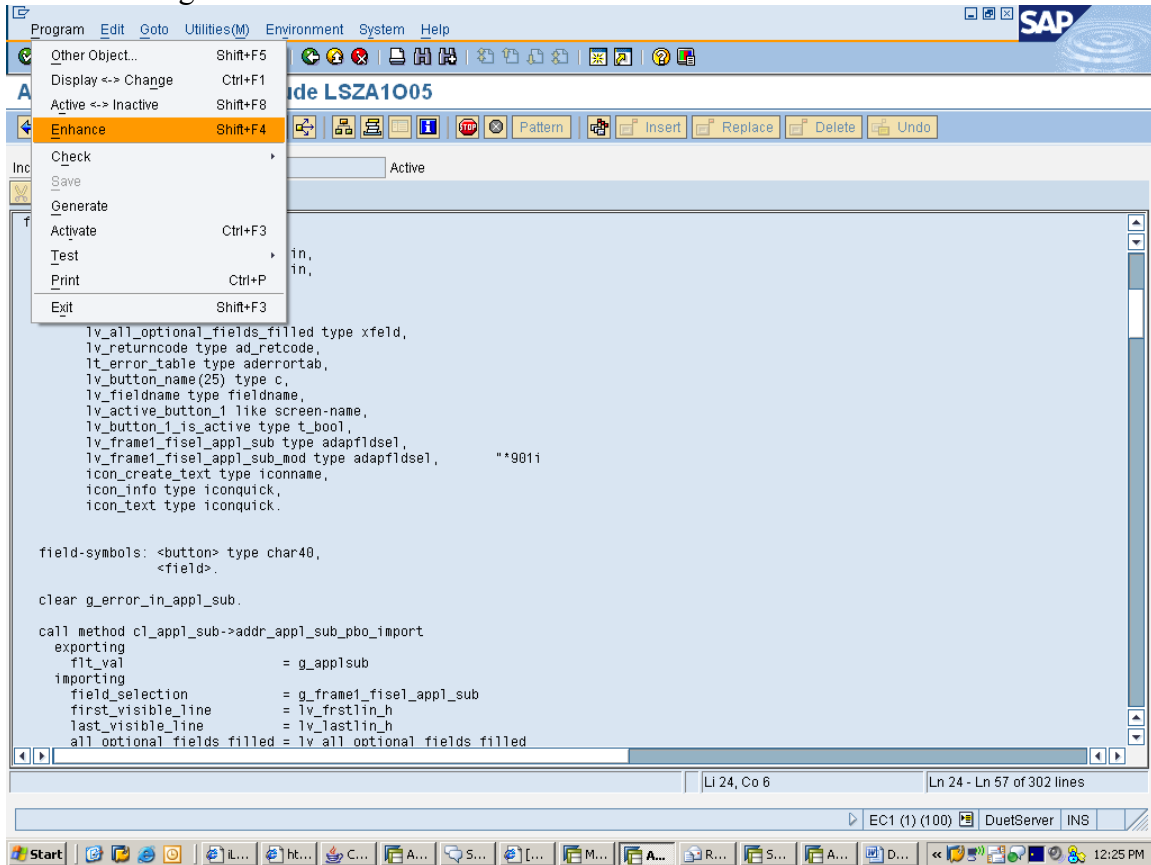 Program Edit Goto Utilities(M) Environment System Help
SAP
Other Object... Shift+F5
Display <-> Change Ctrl+F1
Active <-> Inactive Shift+F8
Enhance Shift+F4
Check
Save
Generate
Activate Ctrl+F3
Test
Print Ctrl+P
Exit Shift+F3
A ude LSZA1O05
Pattern Insert Replace Delete Undo
Inc Active
f
in,
in,
lv_all_optional_fields_filled type xfeld,
lv_returncode type ad_retcode,
lt_error_table type aderrortab,
lv_button_name(25) type c,
lv_fieldname type fieldname,
lv_active_button_1 like screen-name,
lv_button_1_is_active type t_bool,
lv_frame1_fisel_appl_sub type adapfldsel,
lv_frame1_fisel_appl_sub_mod type adapfldsel, "*901i
icon_create_text type iconname,
icon_info type iconquick,
icon_text type iconquick.
field-symbols: <button> type char40,
<field>.
clear g_error_in_appl_sub.
call method cl_appl_sub->addr_appl_sub_pbo_import
exporting
flt_val = g_applsub
importing
field_selection = g_frame1_fisel_appl_sub
first_visible_line = lv_frstlin_h
last_visible_line = lv_lastlin_h
all_optional_fields_filled = lv_all_optional_fields_filled
Li 24, Co 6 Ln 24 - Ln 57 of 302 lines
EC1 (1) (100) DuetServer INS
Start iL... ht... C... A... S... [... M... A... R... S... A... D... « 12:25 PM